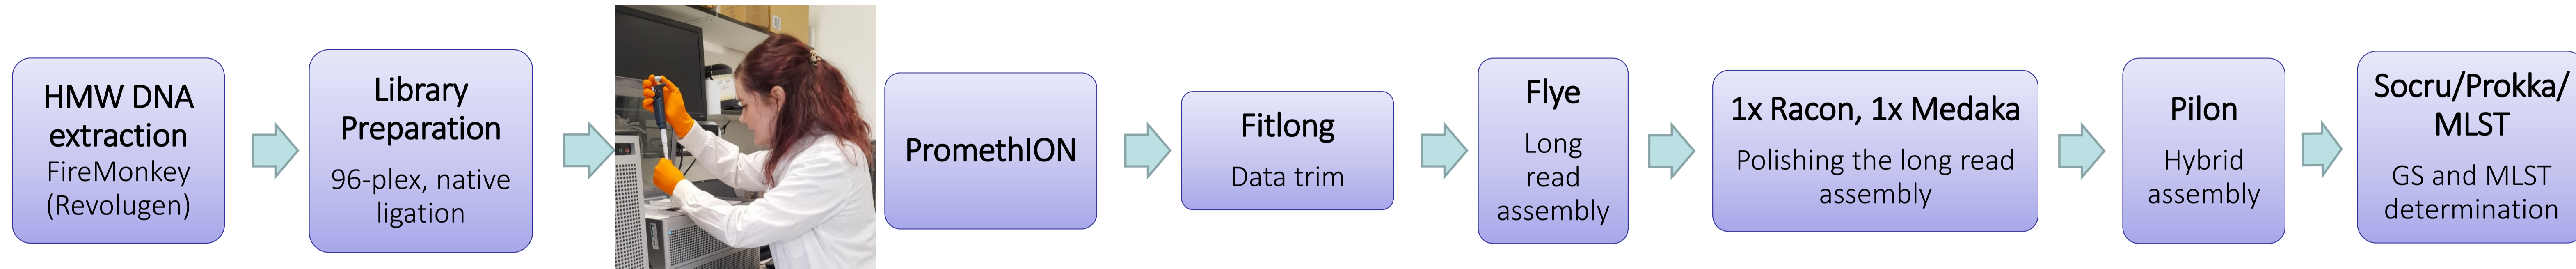 HMW DNA
extraction
FireMonkey
(Revolugen)
Library
Preparation
96-plex, native
ligation
PromethION
Fitlong
Data trim
Flye
Long
read
assembly
1x Racon, 1x Medaka
Polishing the long read
assembly
Pilon
Hybrid
assembly
Socru/Prokka/
MLST
GS and MLST
determination